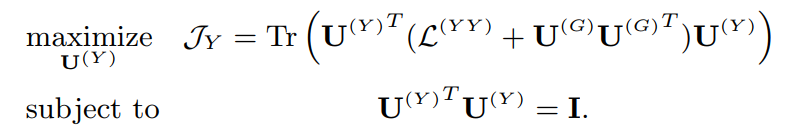 maximize 𝒥_Y = Tr ( U^{(Y)^T} (ℒ^{(YY)} + U^{(G)} U^{(G)^T}) U^{(Y)} )
U^{(Y)}
subject to U^{(Y)^T} U^{(Y)} = I.